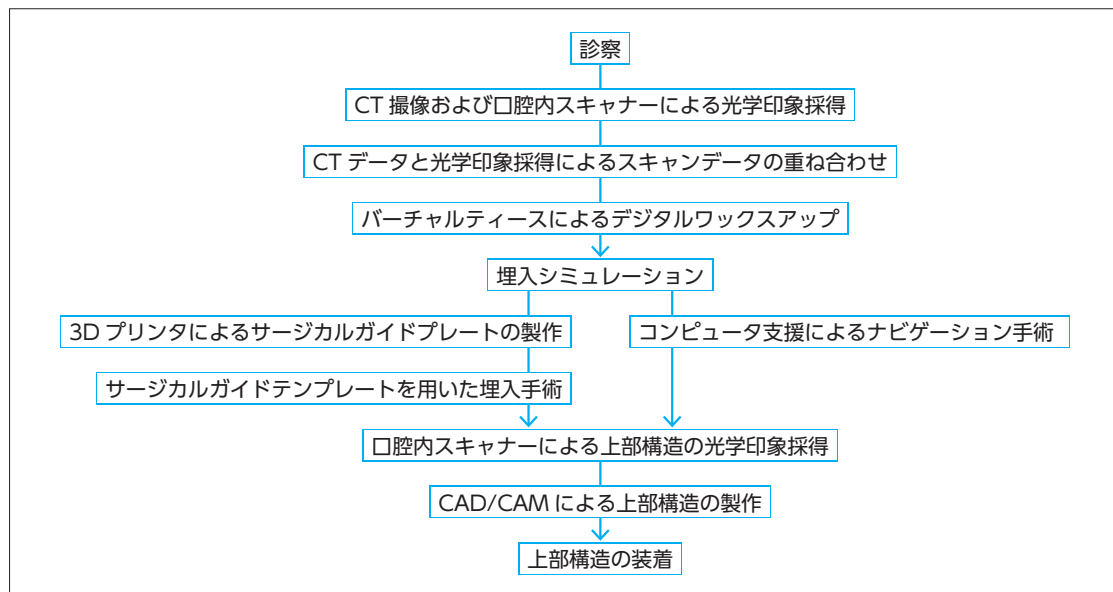 診察
CT 撮像および口腔内スキャナーによる光学印象採得
CT データと光学印象採得によるスキャンデータの重ね合わせ
バーチャルティースによるデジタルワックスアップ
埋入シミュレーション
3D プリンタによるサージカルガイドプレートの製作
コンピュータ支援によるナビゲーション手術
サージカルガイドテンプレートを用いた埋入手術
口腔内スキャナーによる上部構造の光学印象採得
CAD/CAM による上部構造の製作
上部構造の装着